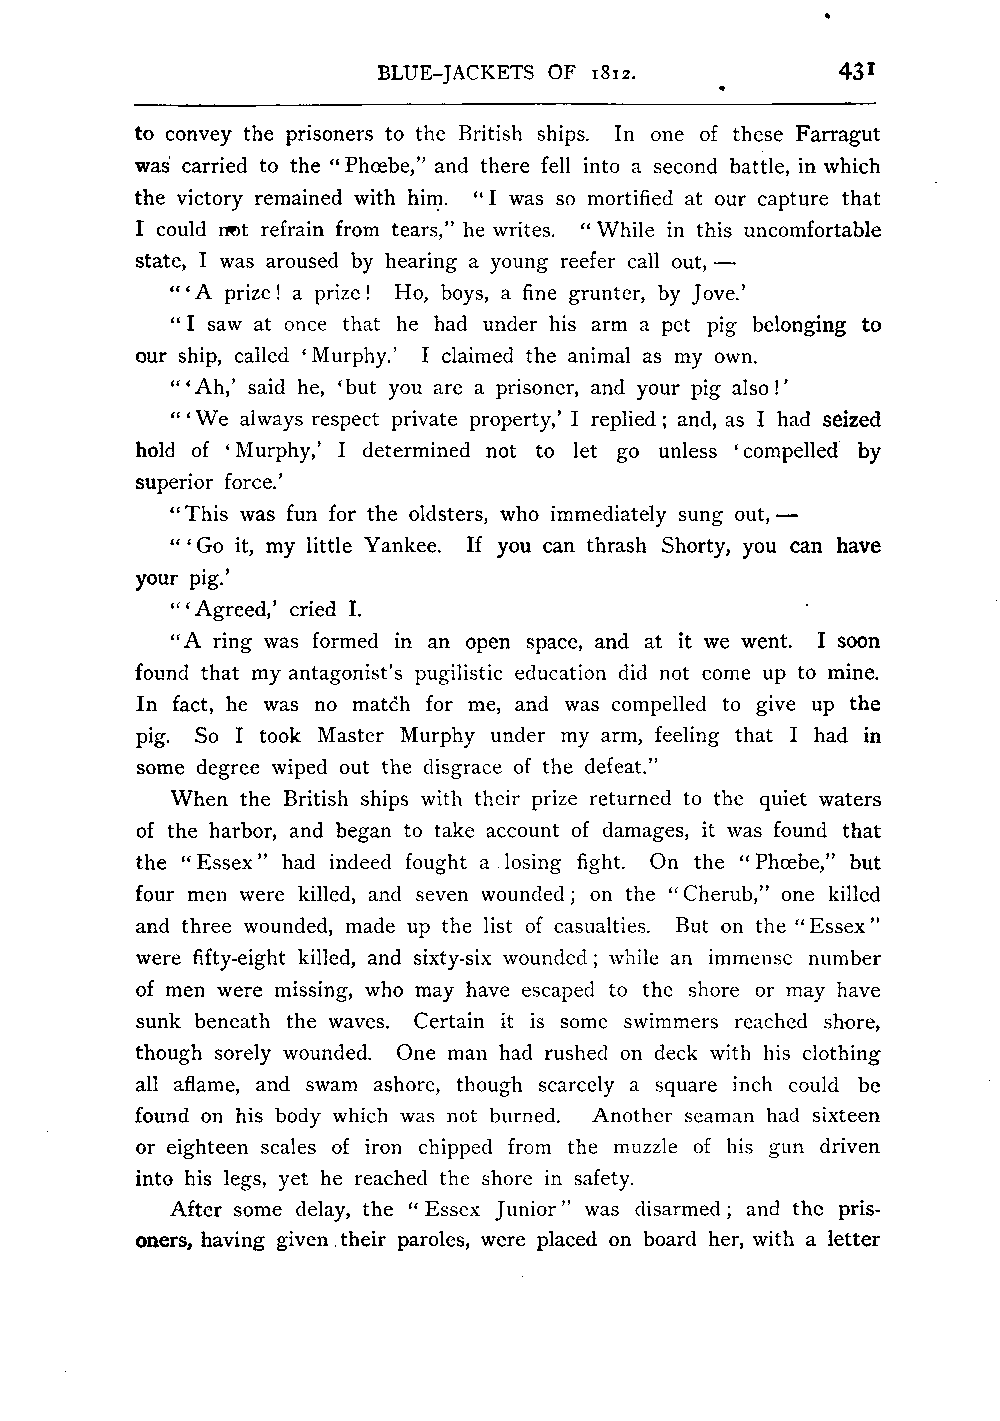 BLUE-JACKETS OF 1812. 431
to convey the prisoners to the British ships. In one of these Farragut
was carried to the “Phœbe,” and there fell into a second battle, in which
the victory remained with him. “I was so mortified at our capture that
I could not refrain from tears,” he writes. “While in this uncomfortable
state, I was aroused by hearing a young reefer call out, —
“‘A prize! a prize! Ho, boys, a fine grunter, by Jove.’
“I saw at once that he had under his arm a pet pig belonging to
our ship, called ‘Murphy.’ I claimed the animal as my own.
“‘Ah,’ said he, ‘but you are a prisoner, and your pig also!’
“‘We always respect private property,’ I replied; and, as I had seized
hold of ‘Murphy,’ I determined not to let go unless ‘compelled by
superior force.’
“This was fun for the oldsters, who immediately sung out, —
“‘Go it, my little Yankee. If you can thrash Shorty, you can have
your pig.’
“‘Agreed,’ cried I.
“A ring was formed in an open space, and at it we went. I soon
found that my antagonist's pugilistic education did not come up to mine.
In fact, he was no match for me, and was compelled to give up the
pig. So I took Master Murphy under my arm, feeling that I had in
some degree wiped out the disgrace of the defeat.”
When the British ships with their prize returned to the quiet waters
of the harbor, and began to take account of damages, it was found that
the “Essex” had indeed fought a losing fight. On the “Phœbe,” but
four men were killed, and seven wounded; on the “Cherub,” one killed
and three wounded, made up the list of casualties. But on the “Essex”
were fifty-eight killed, and sixty-six wounded; while an immense number
of men were missing, who may have escaped to the shore or may have
sunk beneath the waves. Certain it is some swimmers reached shore,
though sorely wounded. One man had rushed on deck with his clothing
all aflame, and swam ashore, though scarcely a square inch could be
found on his body which was not burned. Another seaman had sixteen
or eighteen scales of iron chipped from the muzzle of his gun driven
into his legs, yet he reached the shore in safety.
After some delay, the “Essex Junior” was disarmed; and the pris-
oners, having given their paroles, were placed on board her, with a letter